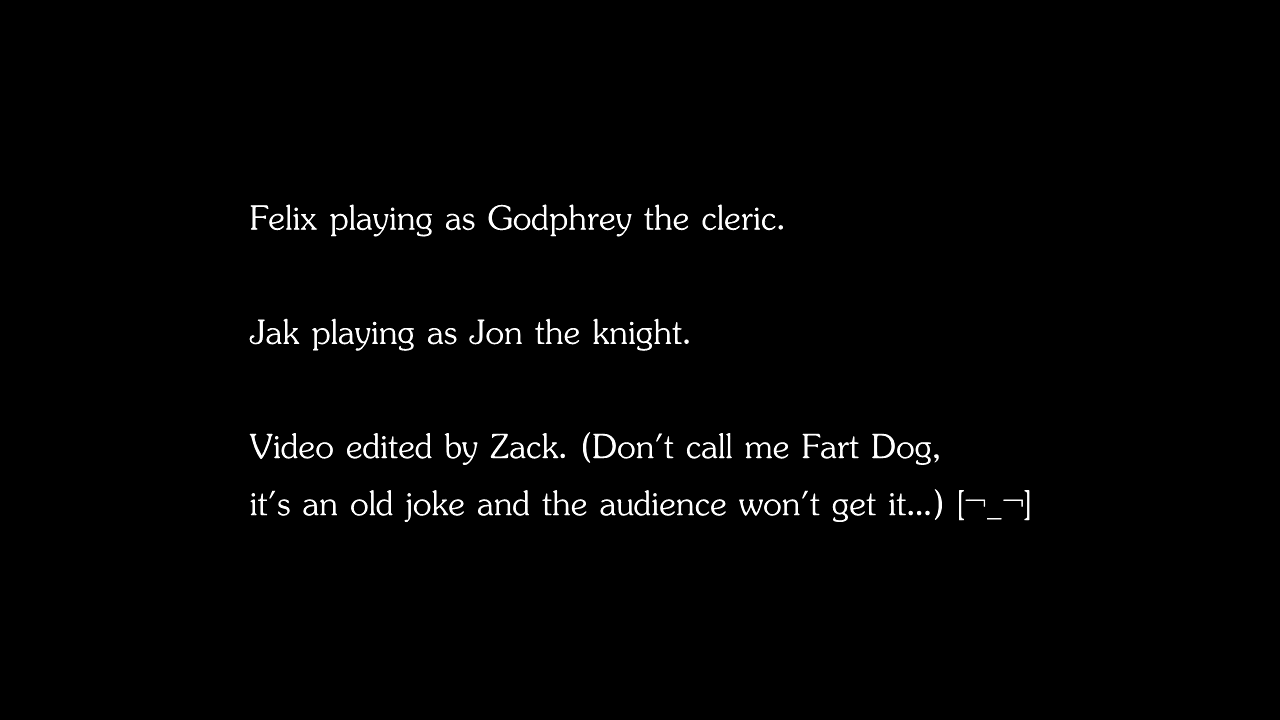 Felix playing as Godphrey the cleric.
Jak playing as Jon the knight.
Video edited by Zack. (Don't call me Fart Dog,
it's an old joke and the audience won't get it...) [¬_¬]